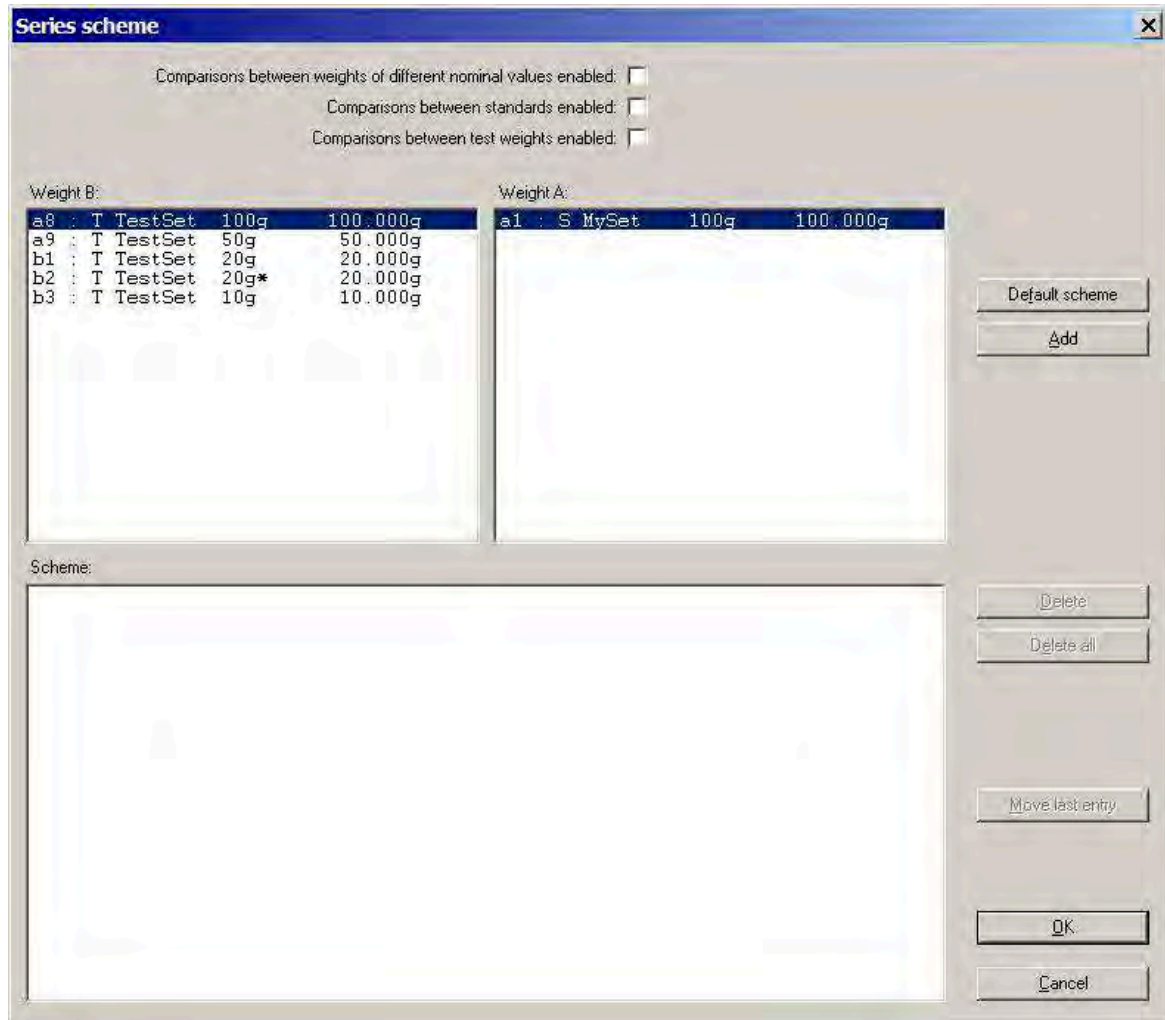 Series scheme
Comparisons between weights of different nominal values enabled:
Comparisons between standards enabled:
Comparisons between test weights enabled:
Weight B:
a8 : T TestSet 100g 100.000g
a9 : T TestSet 50g 50.000g
b1 : T TestSet 20g 20.000g
b2 : T TestSet 20g* 20.000g
b3 : T TestSet 10g 10.000g
Weight A:
a1 : S MySet 100g 100.000g
Default scheme
Add
Scheme:
Delete
Delete all
Move last entry
OK
Cancel